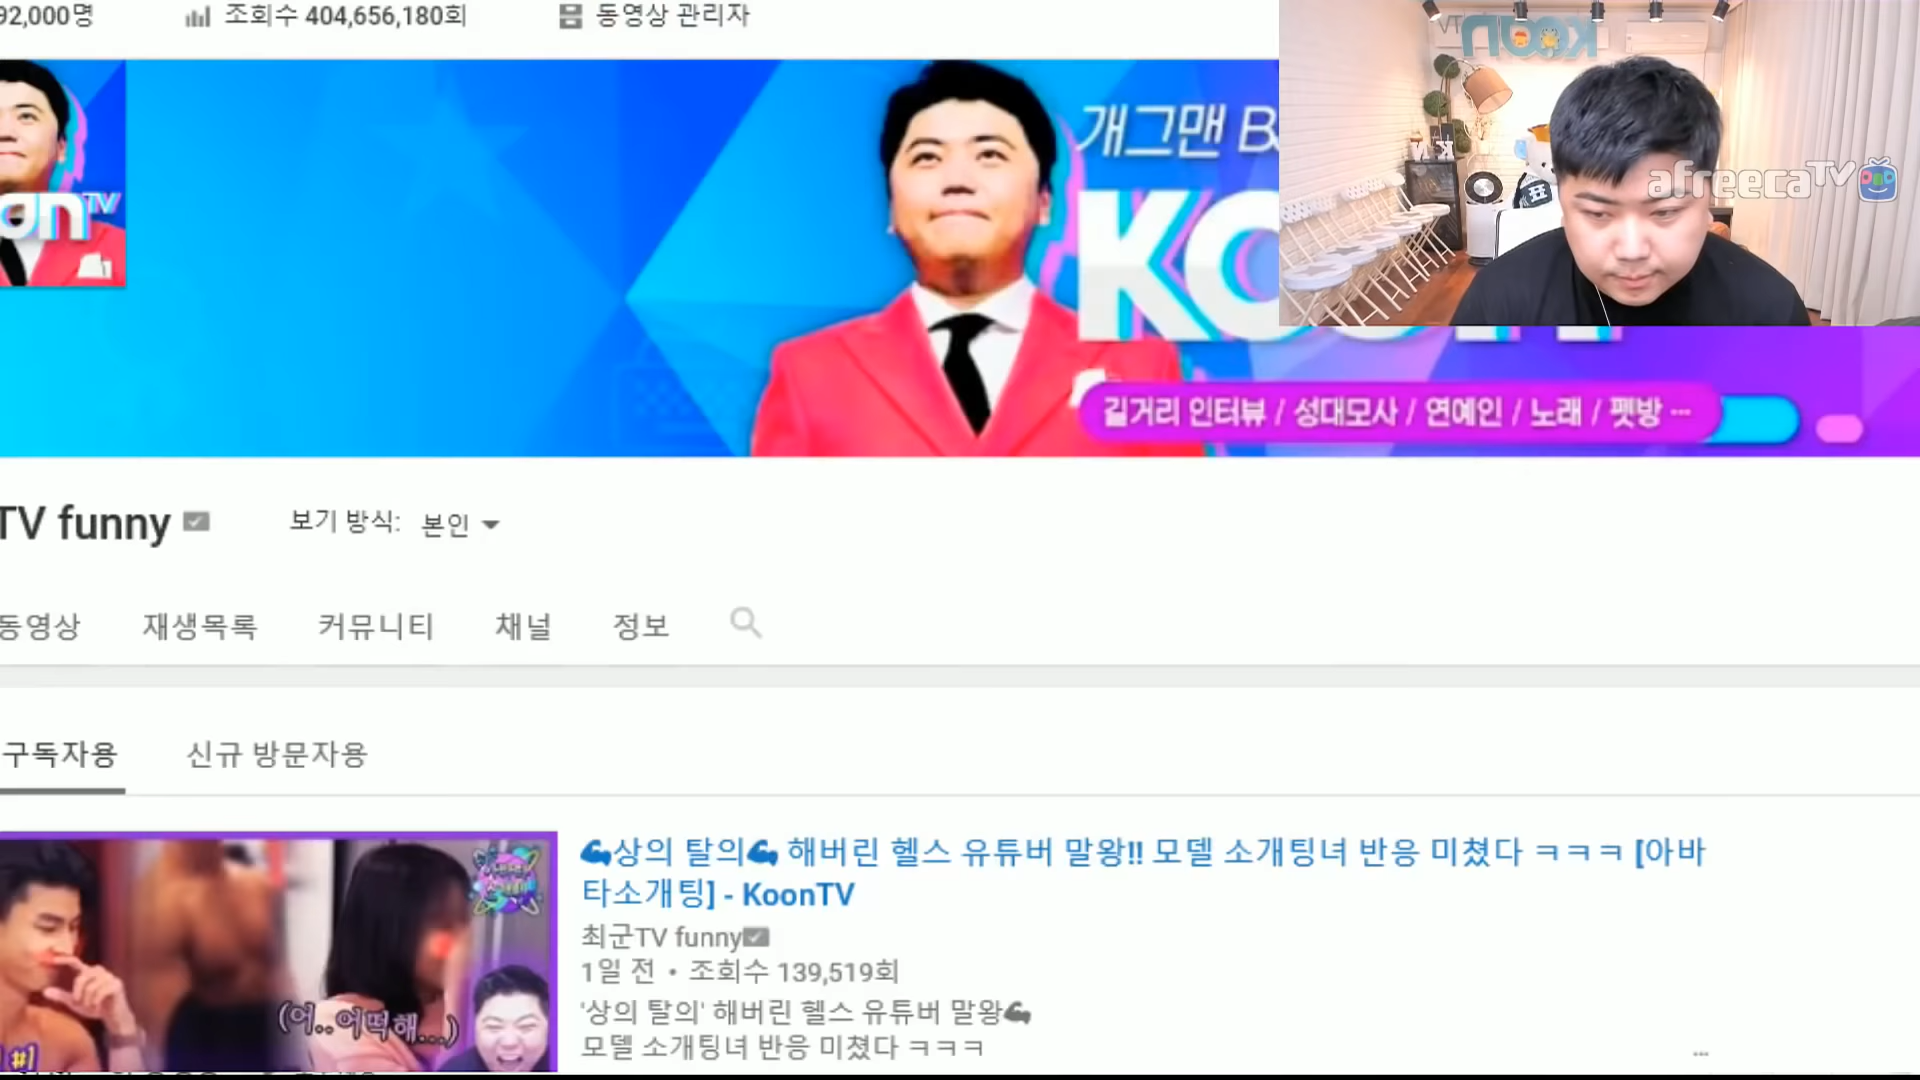 92,000명
조회수 404,656,180회
동영상 관리자
TV
afreecaTV
개그맨 B
onTV
길거리 인터뷰 / 성대모사 / 연예인 / 노래 / 펫방 ...
TV funny
보기 방식: 본인
동영상 재생목록 커뮤니티 채널 정보
구독자용 신규 방문자용
상의 탈의 해버린 헬스 유튜버 말왕!! 모델 소개팅녀 반응 미쳤다 ㅋㅋㅋ [아바
타소개팅] - KoonTV
최군TV funny
1일 전 • 조회수 139,519회
'상의 탈의' 해버린 헬스 유튜버 말왕
모델 소개팅녀 반응 미쳤다 ㅋㅋㅋ
(어..어떡해...)
#1